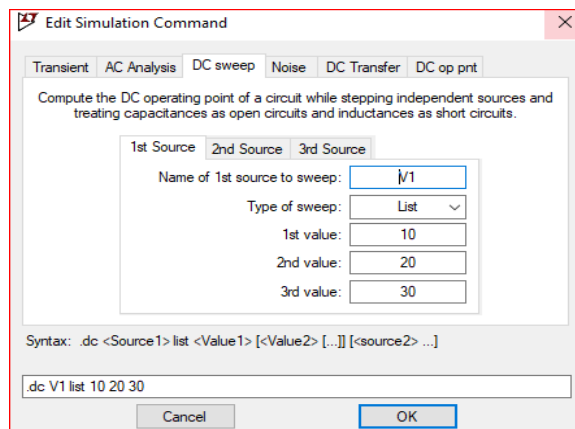 Edit Simulation Command
Transient AC Analysis DC sweep Noise DC Transfer DC op pnt
Compute the DC operating point of a circuit while stepping independent sources and
treating capacitances as open circuits and inductances as short circuits.
1st Source 2nd Source 3rd Source
Name of 1st source to sweep: V1
Type of sweep: List
1st value: 10
2nd value: 20
3rd value: 30
Syntax: .dc <Source1> list <Value1> [<Value2> [...]] [<source2> ...]
.dc V1 list 10 20 30
Cancel OK